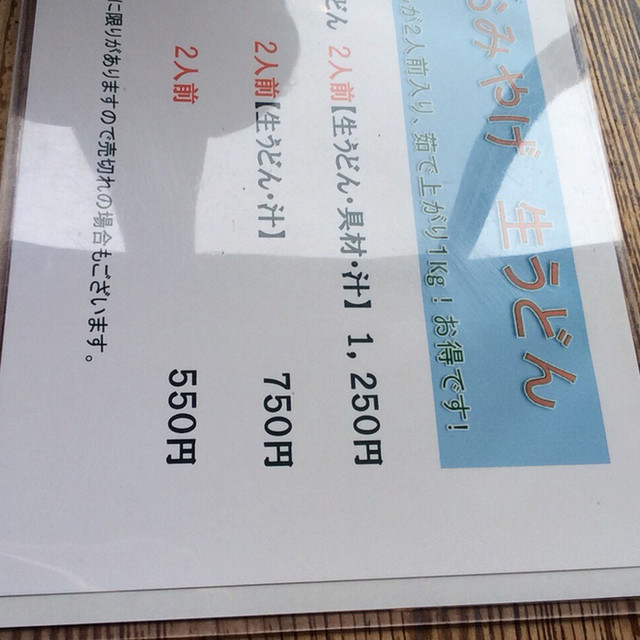 おみやげ 生うどん
が2人前入り、茹で上がり1kg！お得です！
どん 2人前【生うどん・具材・汁】 1，250円
2人前【生うどん・汁】 750円
2人前 550円
に限りがありますので売切れの場合もございます。